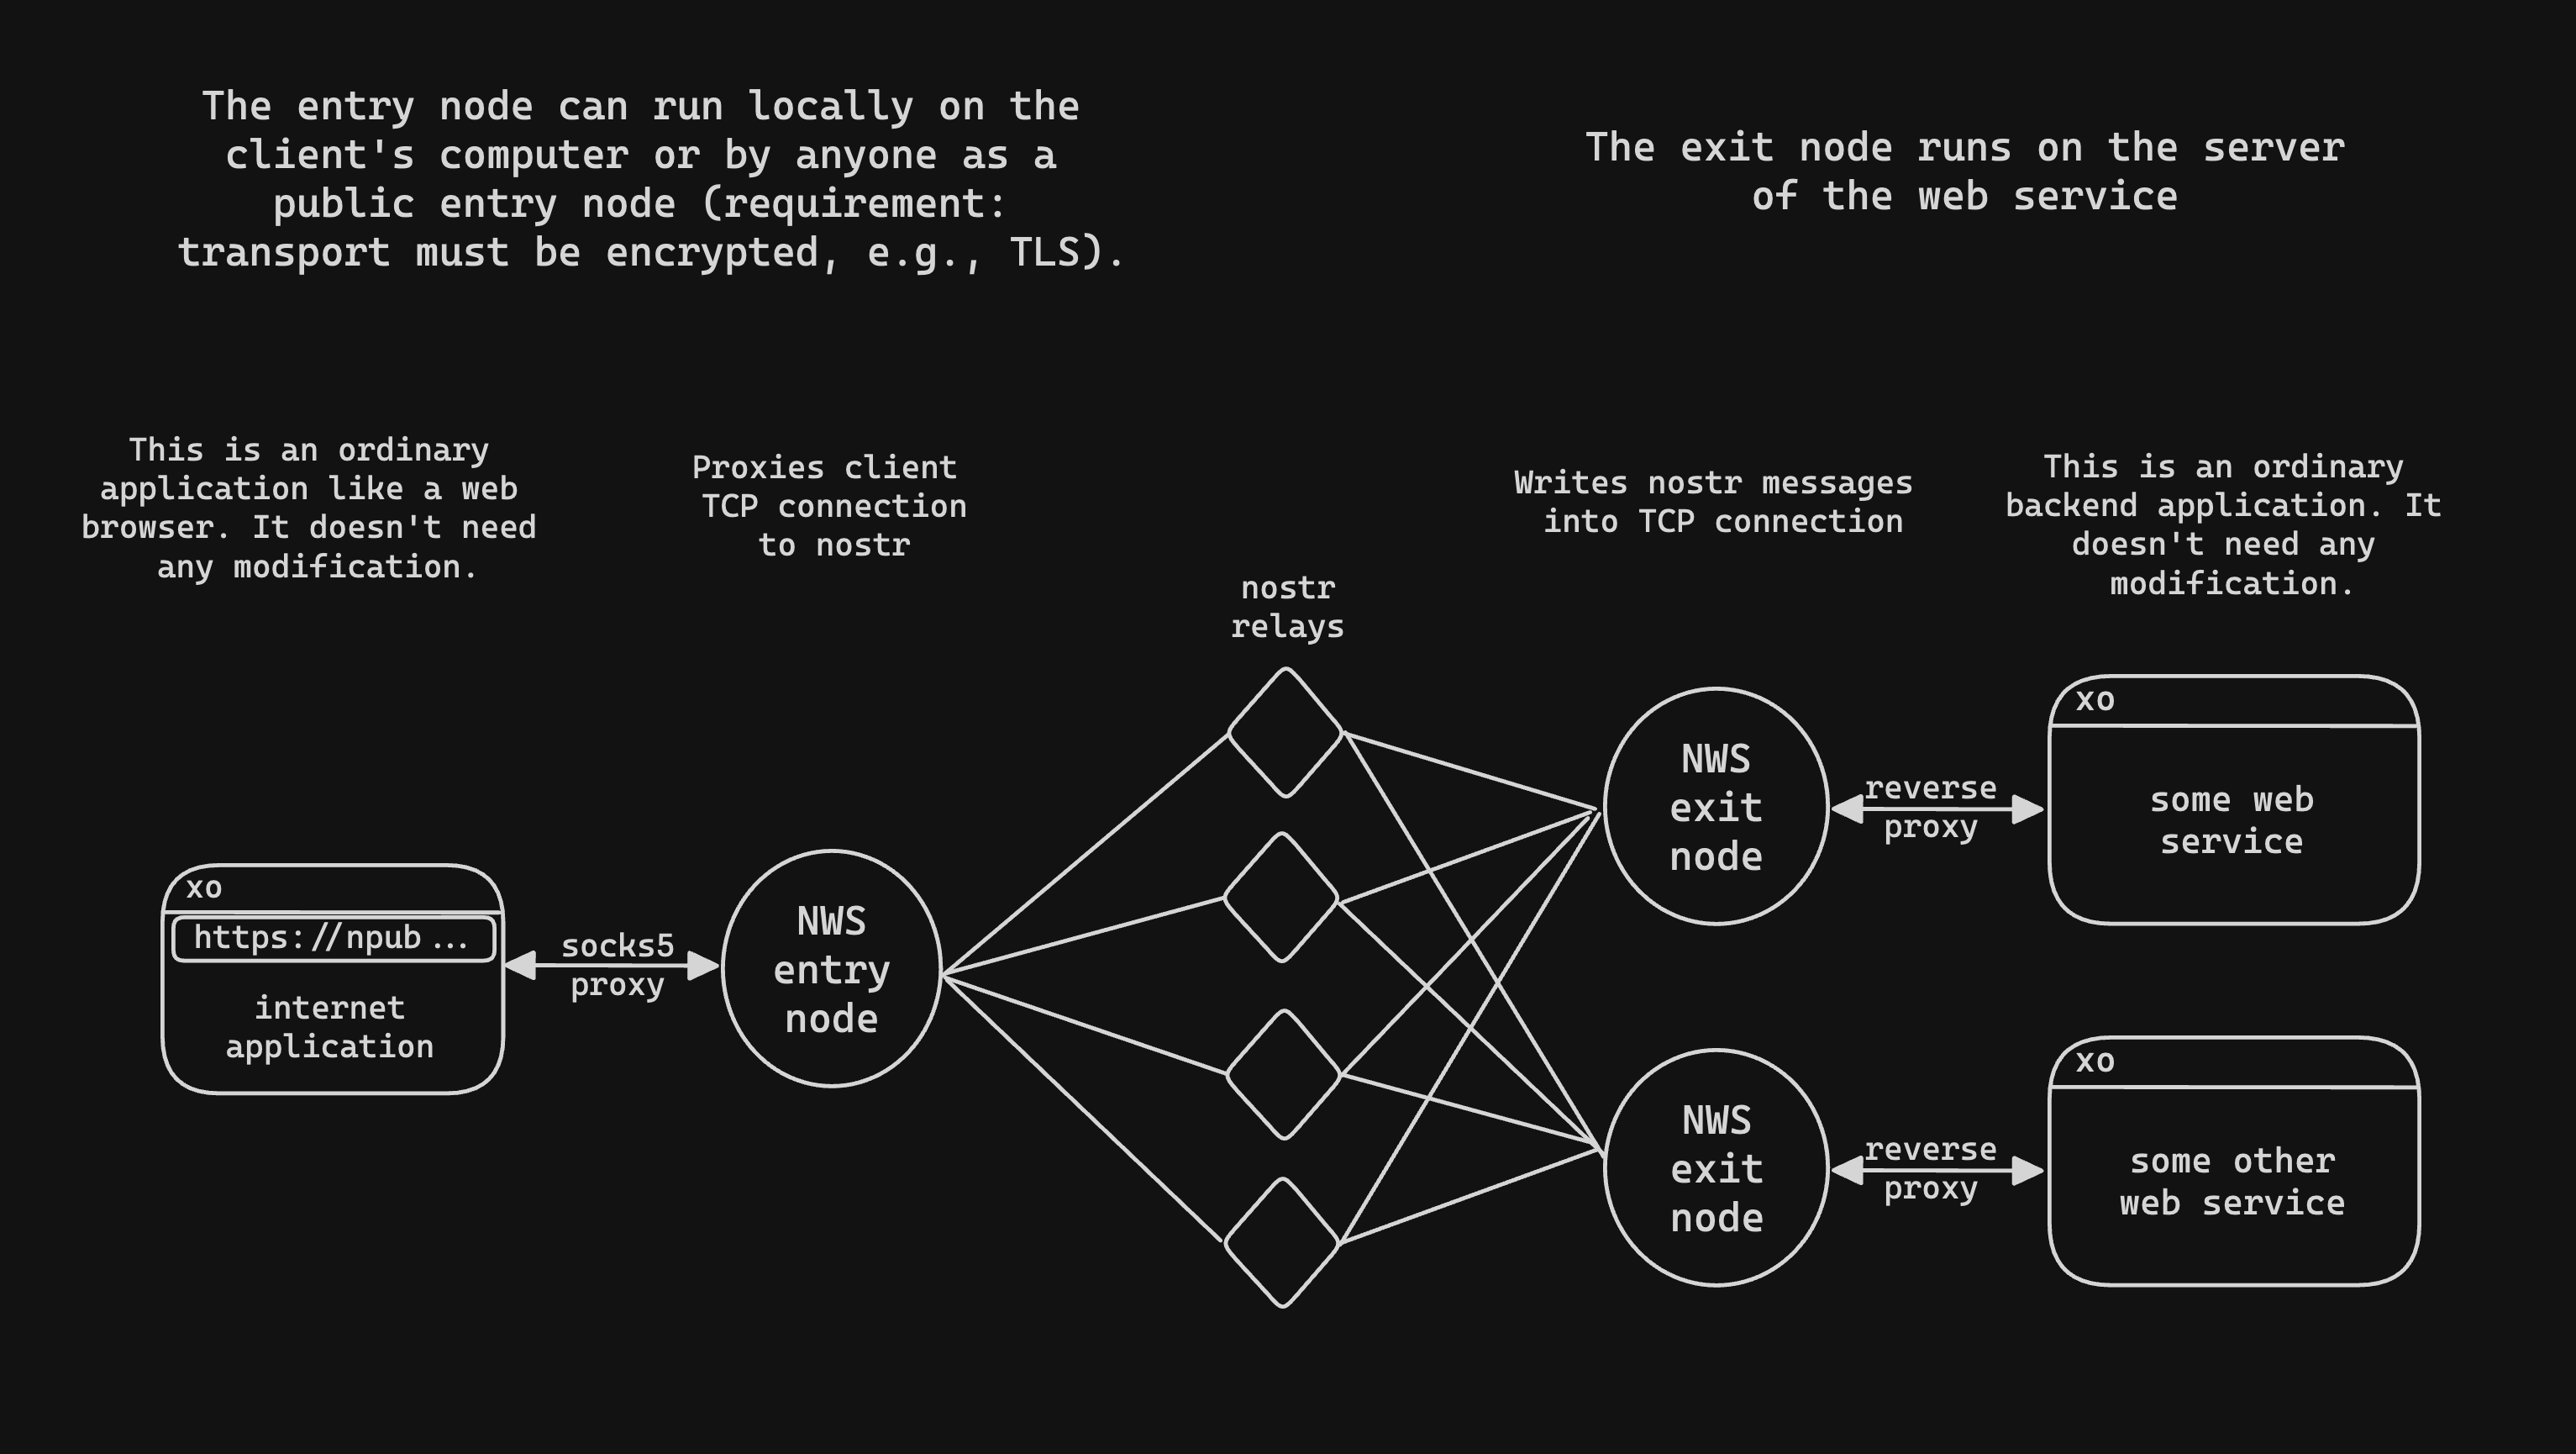 The entry node can run locally on the
client's computer or by anyone as a
public entry node (requirement:
transport must be encrypted, e.g., TLS).
The exit node runs on the server
of the web service
This is an ordinary
application like a web
browser. It doesn't need
any modification.
Proxies client
TCP connection
to nostr
nostr
relays
Writes nostr messages
into TCP connection
This is an ordinary
backend application. It
doesn't need any
modification.
xo
https://npub...
internet
application
socks5
proxy
NWS
entry
node
NWS
exit
node
reverse
proxy
xo
some web
service
NWS
exit
node
reverse
proxy
xo
some other
web service